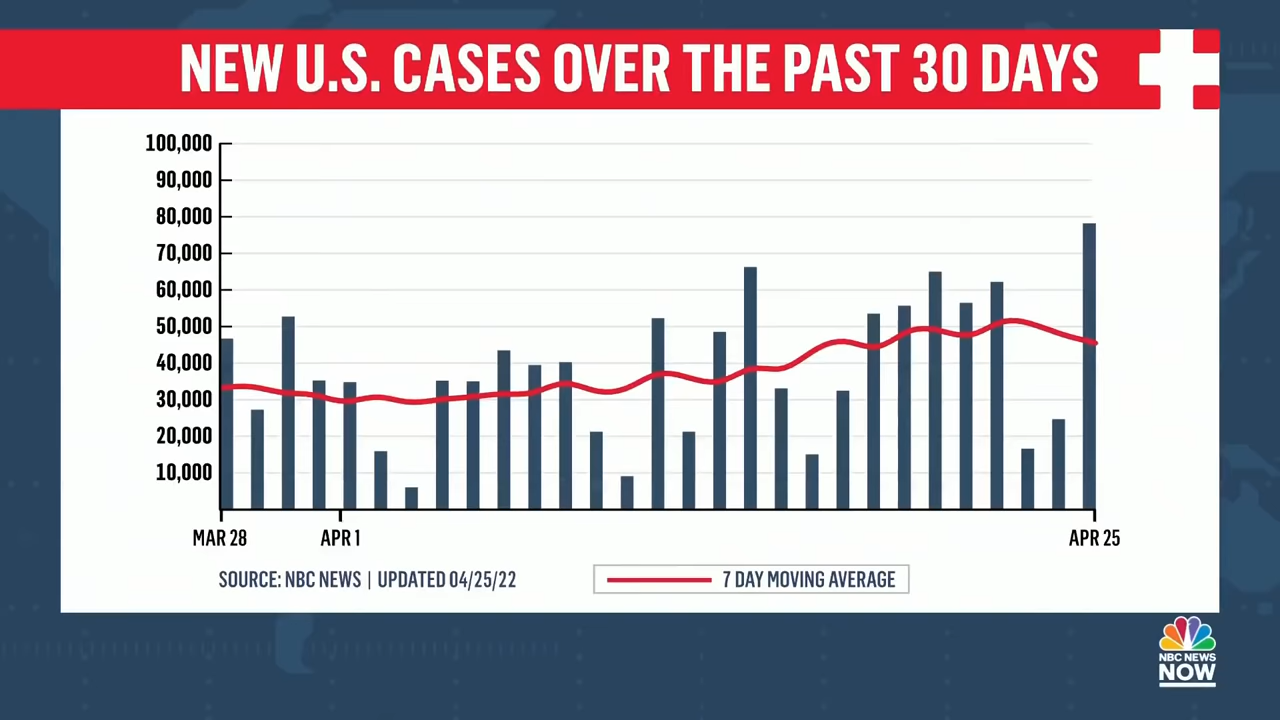 NEW U.S. CASES OVER THE PAST 30 DAYS
100,000
90,000
80,000
70,000
60,000
50,000
40,000
30,000
20,000
10,000
MAR 28 APR 1 APR 25
SOURCE: NBC NEWS | UPDATED 04/25/22 7 DAY MOVING AVERAGE
NBC NEWS
NOW